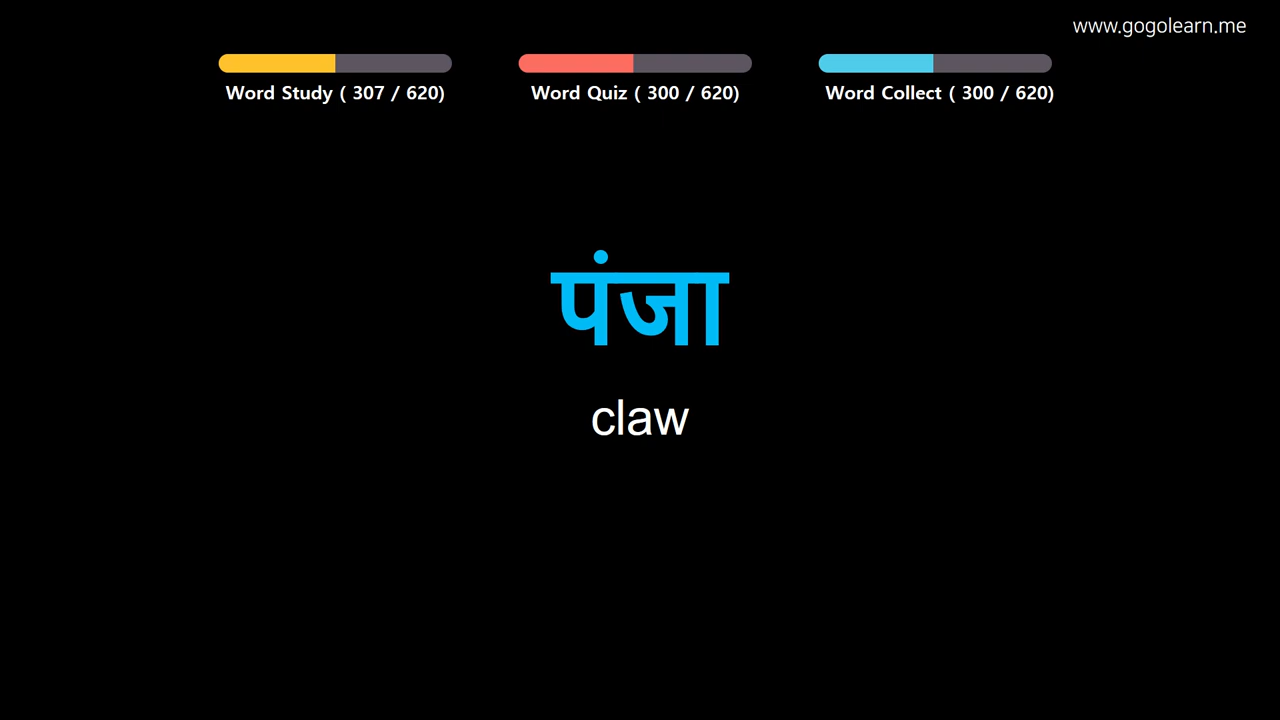 www.gogolearn.me
Word Study ( 307 / 620)
Word Quiz ( 300 / 620)
Word Collect ( 300 / 620)
पंजा
claw